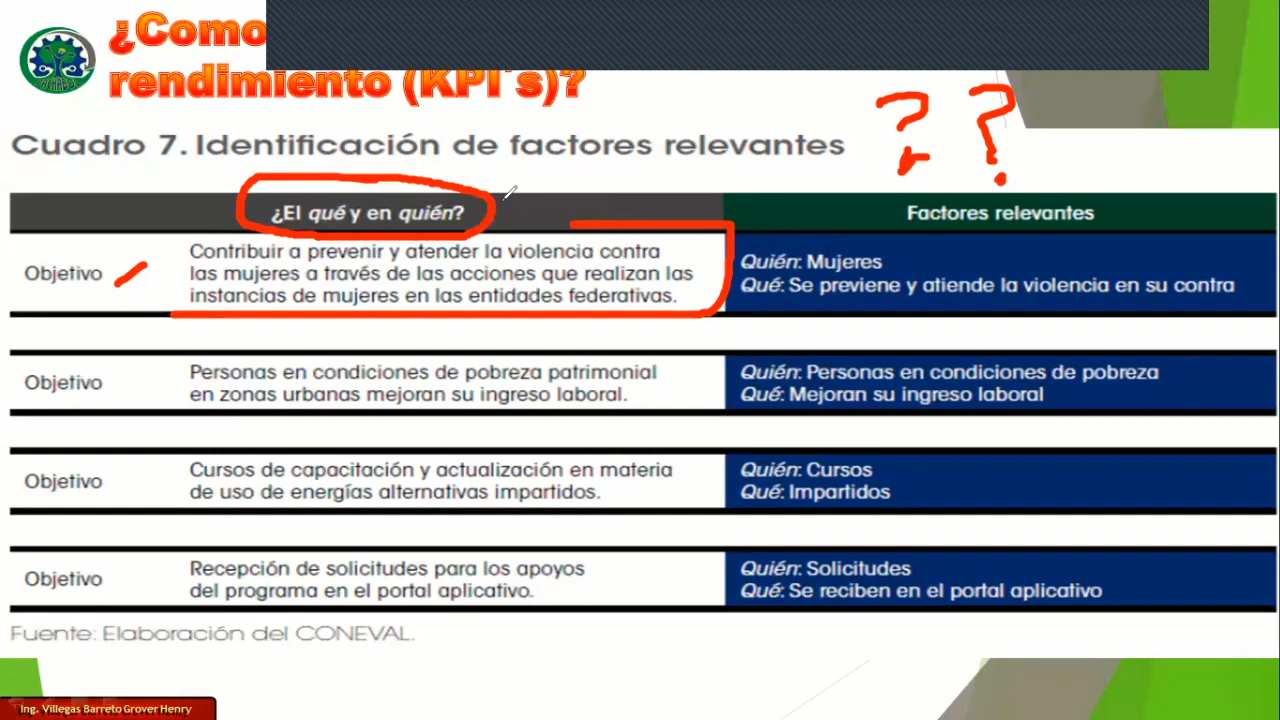 ¿Como
rendimiento (KPI´s)?
? ?
Cuadro 7. Identificación de factores relevantes
¿El qué y en quién?
Factores relevantes
Objetivo
Contribuir a prevenir y atender la violencia contra
las mujeres a través de las acciones que realizan las
instancias de mujeres en las entidades federativas.
Quién: Mujeres
Qué: Se previene y atiende la violencia en su contra
Objetivo
Personas en condiciones de pobreza patrimonial
en zonas urbanas mejoran su ingreso laboral.
Quién: Personas en condiciones de pobreza
Qué: Mejoran su ingreso laboral
Objetivo
Cursos de capacitación y actualización en materia
de uso de energías alternativas impartidos.
Quién: Cursos
Qué: Impartidos
Objetivo
Recepción de solicitudes para los apoyos
del programa en el portal aplicativo.
Quién: Solicitudes
Qué: Se reciben en el portal aplicativo
Fuente: Elaboración del CONEVAL.
Ing. Villegas Barreto Grover Henry